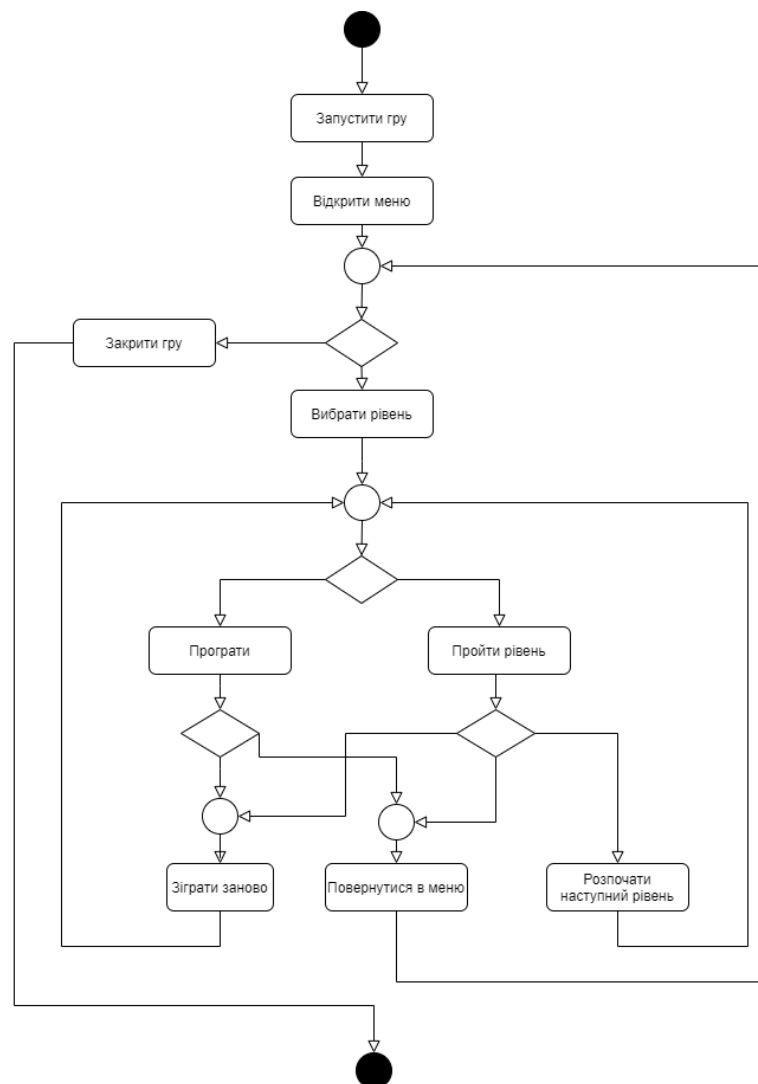 Запустити гру
Відкрити меню
Закрити гру
Вибрати рівень
Програти
Пройти рівень
Зіграти заново
Повернутися в меню
Розпочати
наступний рівень